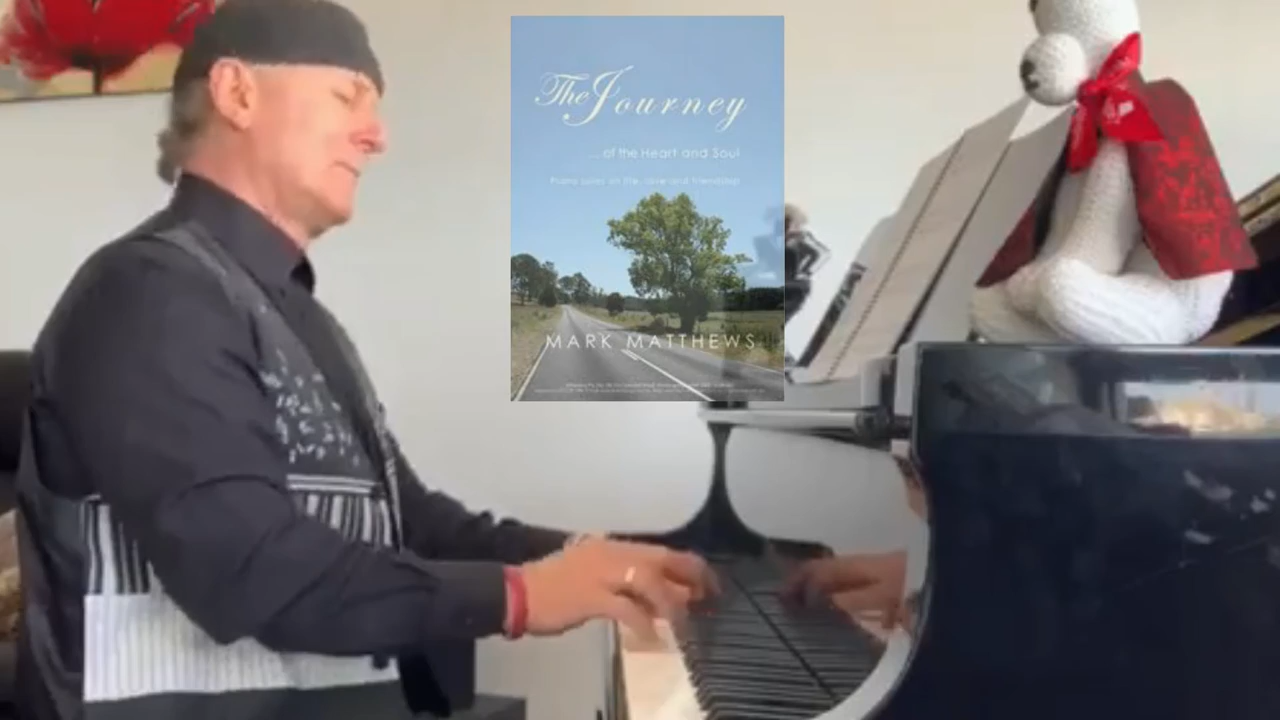 The Journey
... of the Heart and Soul
Piano solos on life, love and friendship
MARK MATTHEWS